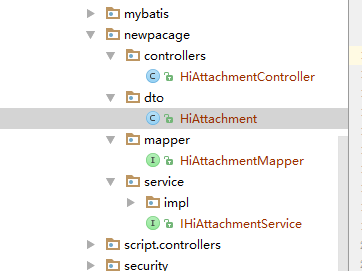 mybatis
newpacage
controllers
C HiAttachmentController
dto
C HiAttachment
mapper
I HiAttachmentMapper
service
impl
I IHiAttachmentService
script.controllers
security